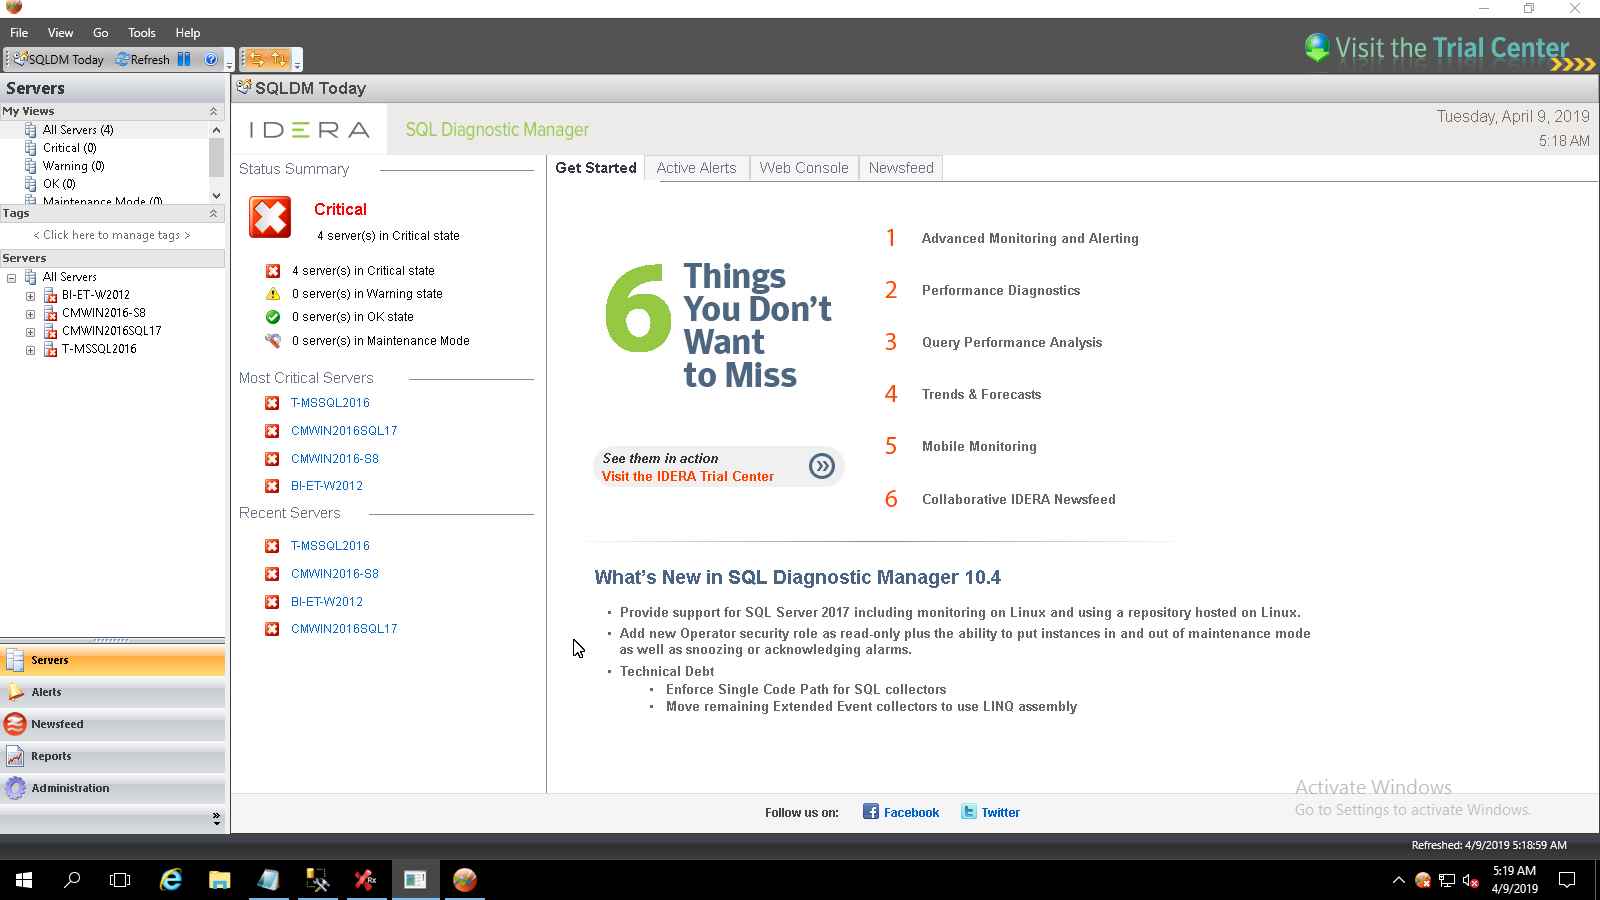 File View Go Tools Help
Visit the Trial Center
SQLDM Today Refresh
Servers
My Views
All Servers (4)
Critical (0)
Warning (0)
OK (0)
Maintenance Mode (0)
Tags
< Click here to manage tags >
Servers
All Servers
BI-ET-W2012
CMWIN2016-S8
CMWIN2016SQL17
T-MSSQL2016
Servers
Alerts
Newsfeed
Reports
Administration
SQLDM Today
IDERA
SQL Diagnostic Manager
Tuesday, April 9, 2019
5:18 AM
Status Summary
Critical
4 server(s) in Critical state
4 server(s) in Critical state
0 server(s) in Warning state
0 server(s) in OK state
0 server(s) in Maintenance Mode
Most Critical Servers
T-MSSQL2016
CMWIN2016SQL17
CMWIN2016-S8
BI-ET-W2012
Recent Servers
T-MSSQL2016
CMWIN2016-S8
BI-ET-W2012
CMWIN2016SQL17
Get Started Active Alerts Web Console Newsfeed
6 Things
You Don't
Want
to Miss
See them in action
Visit the IDERA Trial Center
1 Advanced Monitoring and Alerting
2 Performance Diagnostics
3 Query Performance Analysis
4 Trends & Forecasts
5 Mobile Monitoring
6 Collaborative IDERA Newsfeed
What's New in SQL Diagnostic Manager 10.4
• Provide support for SQL Server 2017 including monitoring on Linux and using a repository hosted on Linux.
• Add new Operator security role as read-only plus the ability to put instances in and out of maintenance mode
as well as snoozing or acknowledging alarms.
• Technical Debt
• Enforce Single Code Path for SQL collectors
• Move remaining Extended Event collectors to use LINQ assembly
Activate Windows
Go to Settings to activate Windows.
Follow us on: Facebook Twitter
Refreshed: 4/9/2019 5:18:59 AM
5:19 AM
4/9/2019